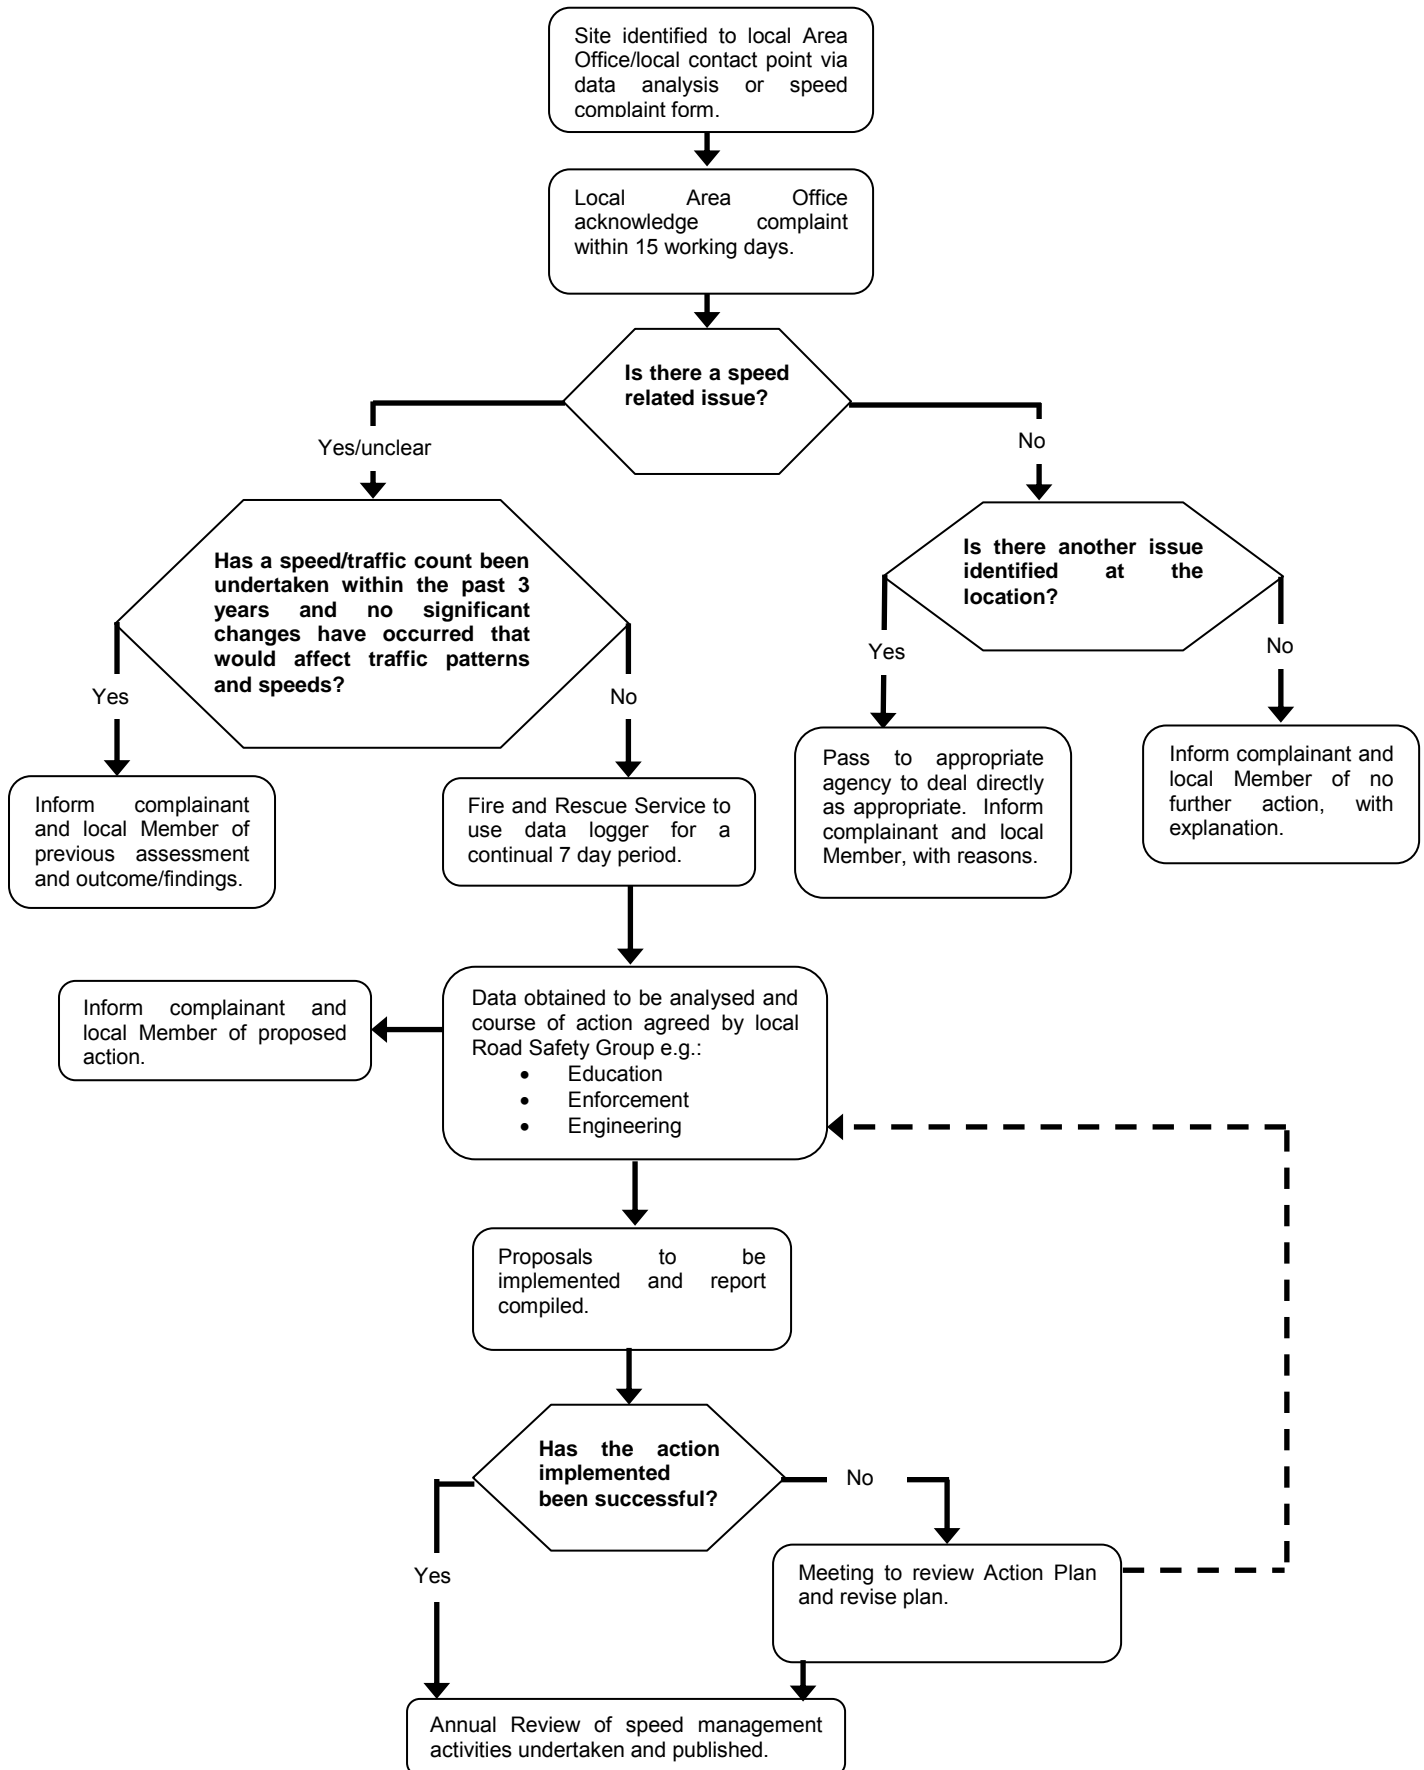 Site identified to local Area
Office/local contact point via
data analysis or speed
complaint form.
Local Area Office
acknowledge complaint
within 15 working days.
Is there a speed
related issue?
Yes/unclear
No
Has a speed/traffic count been
undertaken within the past 3
years and no significant
changes have occurred that
would affect traffic patterns
and speeds?
Is there another issue
identified at the
location?
Yes
No
Yes
No
Inform complainant
and local Member of
previous assessment
and outcome/findings.
Fire and Rescue Service to
use data logger for a
continual 7 day period.
Pass to appropriate
agency to deal directly
as appropriate. Inform
complainant and local
Member, with reasons.
Inform complainant and
local Member of no
further action, with
explanation.
Inform complainant and
local Member of proposed
action.
Data obtained to be analysed and
course of action agreed by local
Road Safety Group e.g.:
• Education
• Enforcement
• Engineering
Proposals to be
implemented and report
compiled.
Has the action
implemented
been successful?
No
Yes
Meeting to review Action Plan
and revise plan.
Annual Review of speed management
activities undertaken and published.